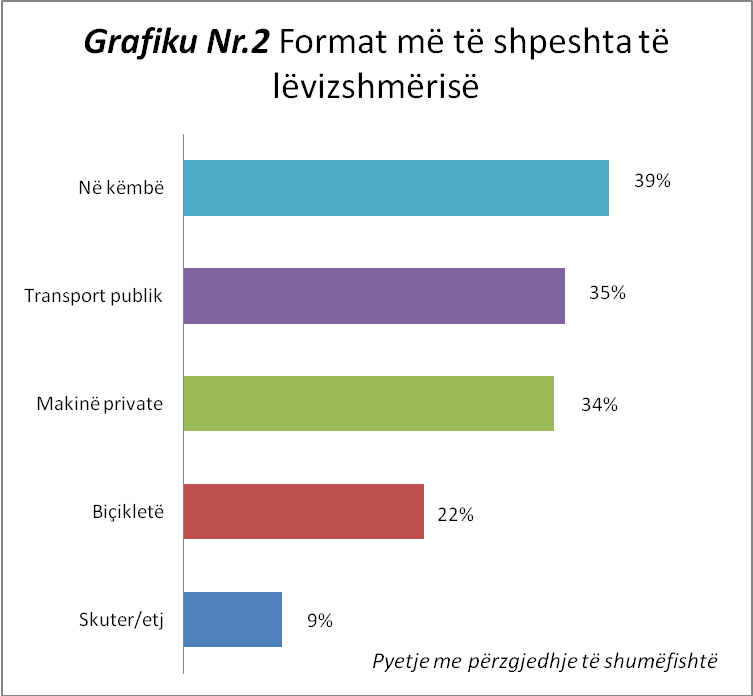 Grafiku Nr.2 Format më të shpeshta të
lëvizshmërisë
Në këmbë 39%
Transport publik 35%
Makinë private 34%
Biçikletë 22%
Skuter/etj 9%
Pyetje me përzgjedhje të shumëfishtë